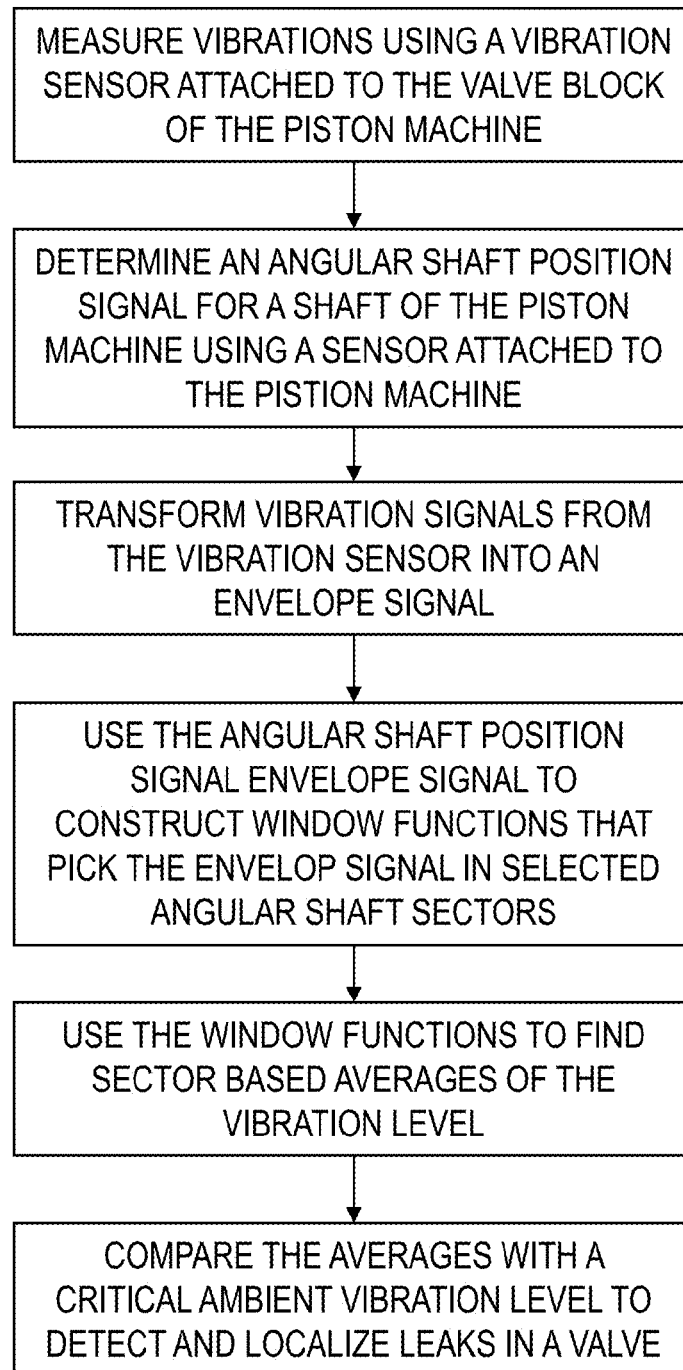 MEASURE VIBRATIONS USING A VIBRATION
SENSOR ATTACHED TO THE VALVE BLOCK
OF THE PISTON MACHINE
DETERMINE AN ANGULAR SHAFT POSITION
SIGNAL FOR A SHAFT OF THE PISTON
MACHINE USING A SENSOR ATTACHED TO
THE PISTION MACHINE
TRANSFORM VIBRATION SIGNALS FROM
THE VIBRATION SENSOR INTO AN
ENVELOPE SIGNAL
USE THE ANGULAR SHAFT POSITION
SIGNAL ENVELOPE SIGNAL TO
CONSTRUCT WINDOW FUNCTIONS THAT
PICK THE ENVELOP SIGNAL IN SELECTED
ANGULAR SHAFT SECTORS
USE THE WINDOW FUNCTIONS TO FIND
SECTOR BASED AVERAGES OF THE
VIBRATION LEVEL
COMPARE THE AVERAGES WITH A
CRITICAL AMBIENT VIBRATION LEVEL TO
DETECT AND LOCALIZE LEAKS IN A VALVE